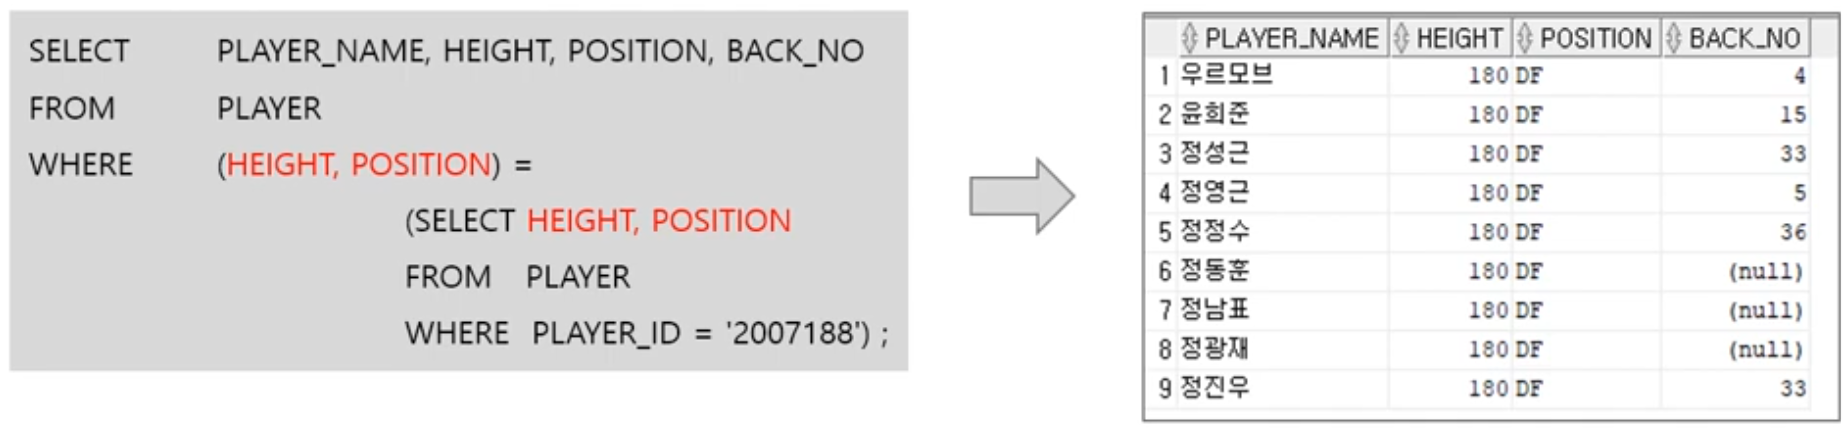 SELECT PLAYER_NAME, HEIGHT, POSITION, BACK_NO
FROM PLAYER
WHERE (HEIGHT, POSITION) =
(SELECT HEIGHT, POSITION
FROM PLAYER
WHERE PLAYER_ID = '2007188') ;
PLAYER_NAME HEIGHT POSITION BACK_NO
1 우르모브 180 DF 4
2 윤희준 180 DF 15
3 정성근 180 DF 33
4 정영근 180 DF 5
5 정정수 180 DF 36
6 정동훈 180 DF (null)
7 정남표 180 DF (null)
8 정광재 180 DF (null)
9 정진우 180 DF 33